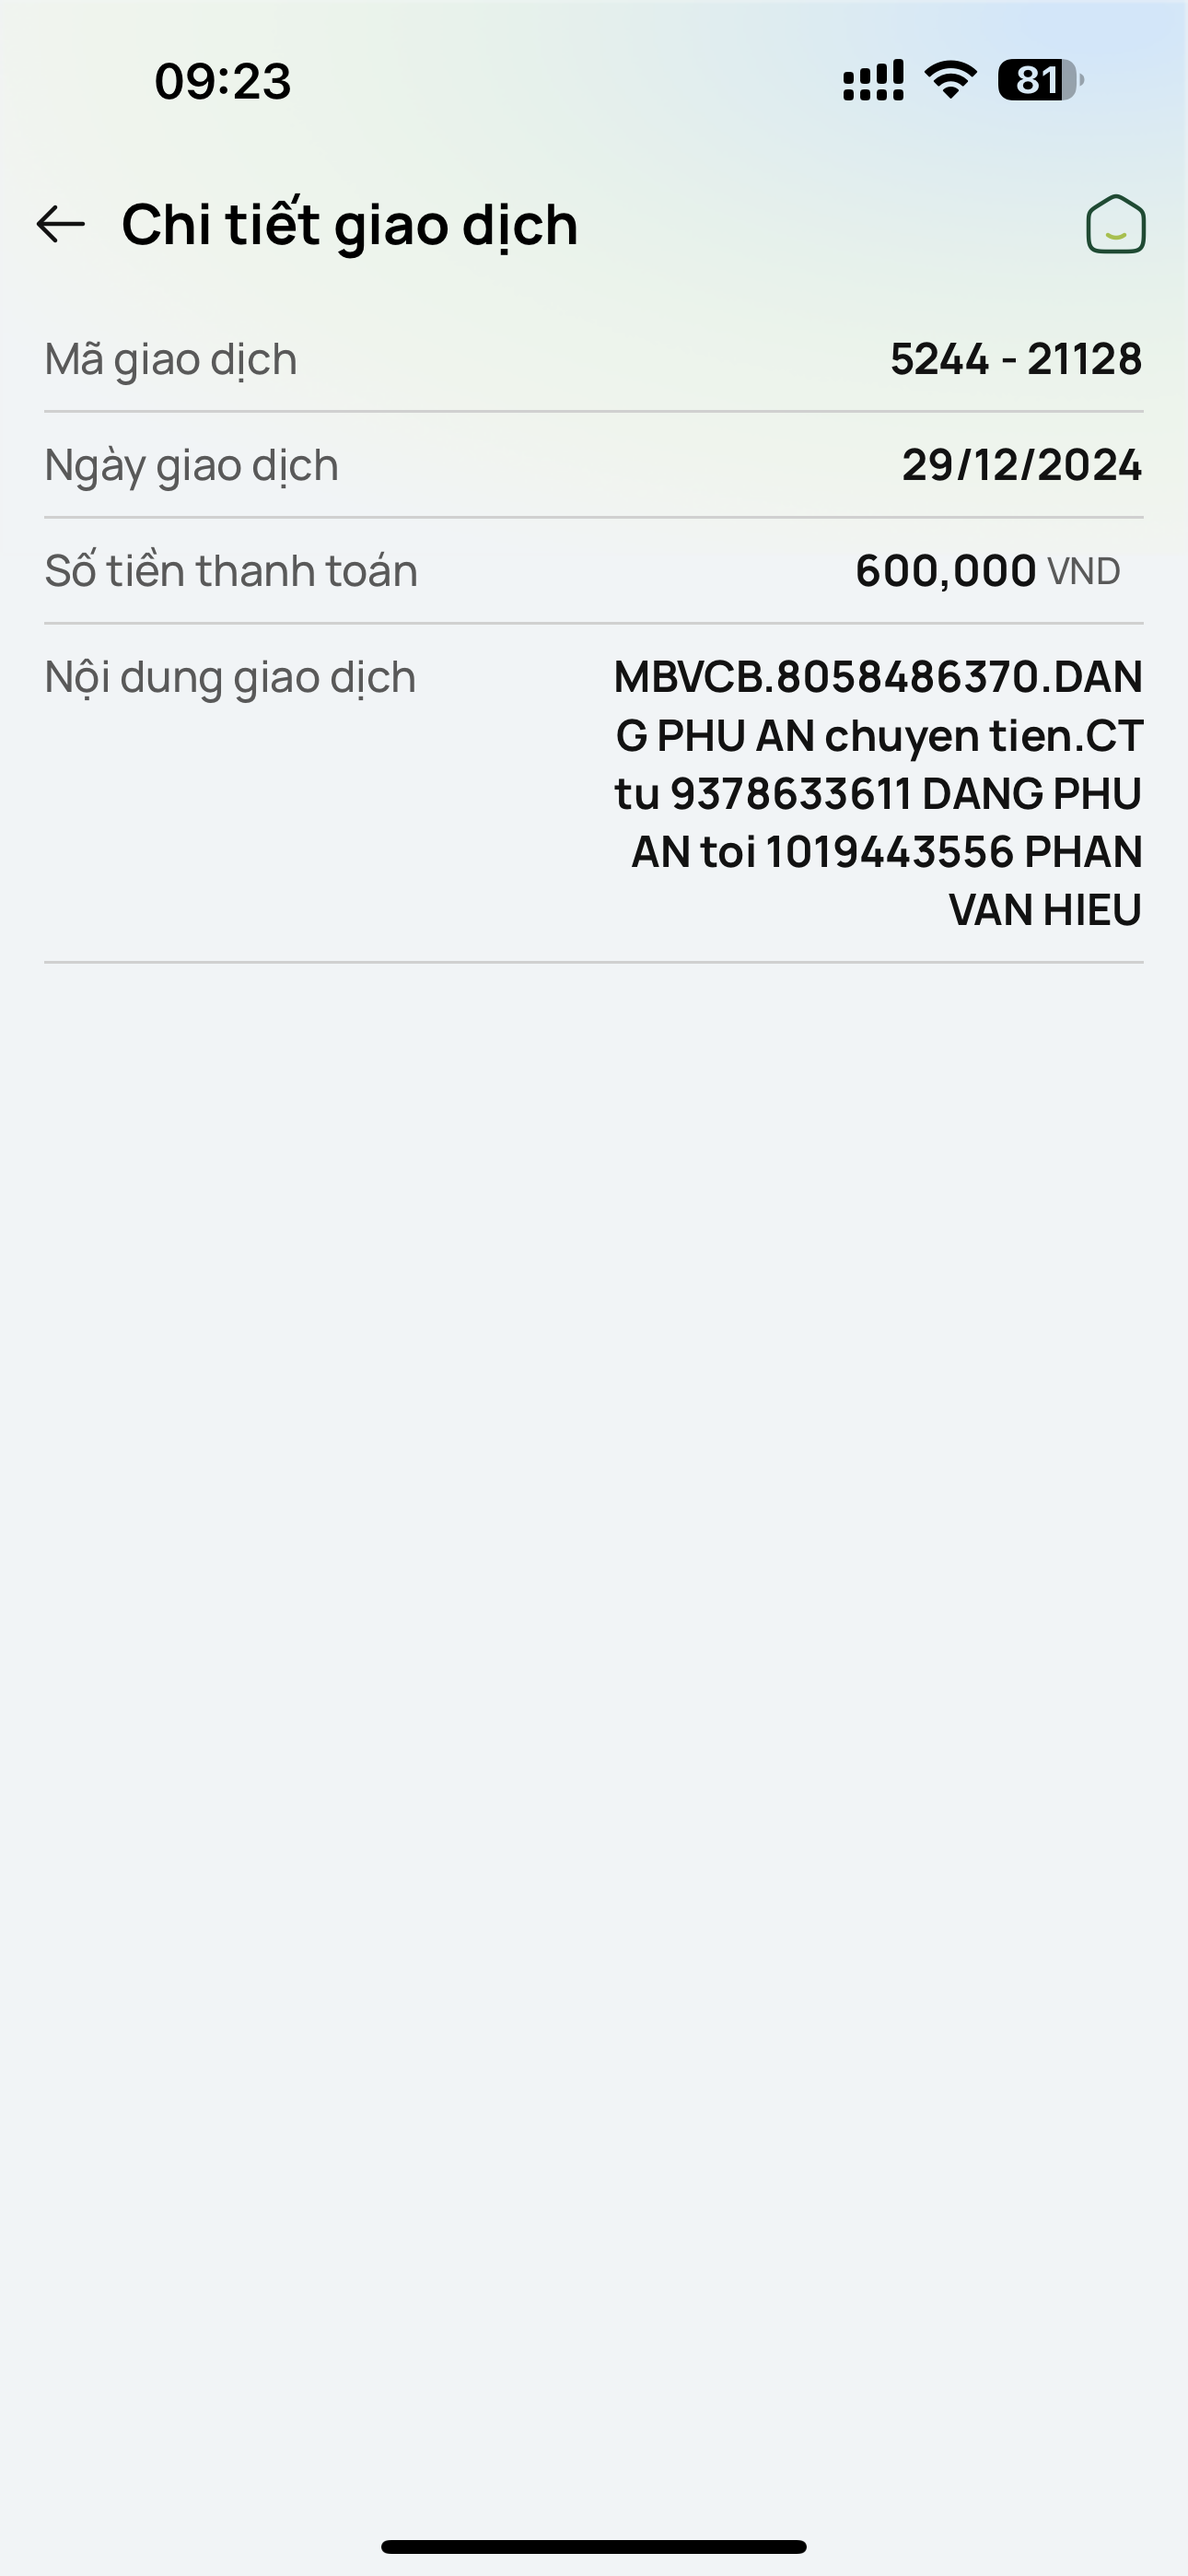 09:23
81
Chi tiết giao dịch
Mã giao dịch 5244 - 21128
Ngày giao dịch 29/12/2024
Số tiền thanh toán 600,000 VND
Nội dung giao dịch MBVCB.8058486370.DAN
G PHU AN chuyen tien.CT
tu 9378633611 DANG PHU
AN toi 1019443556 PHAN
VAN HIEU